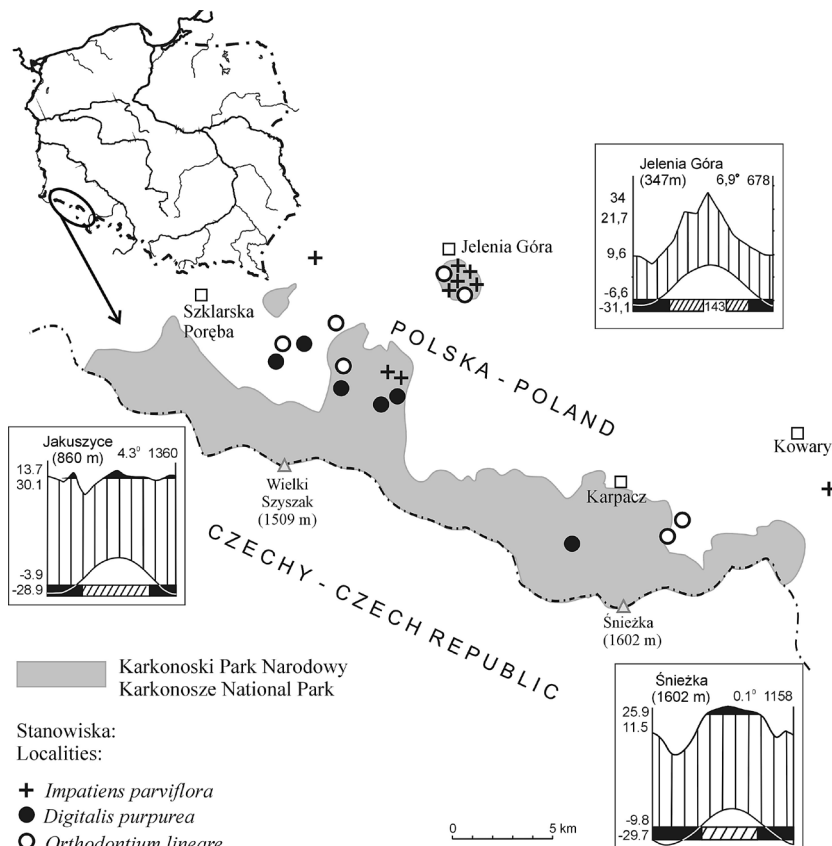 Jelenia Góra
(347m) 6,9° 678
34
21,7
9,6
-6,6
-31,1
143
Jelenia Góra
Szklarska
Poręba
POLSKA - POLAND
Kowary
Jakuszyce
(860 m) 4.3⁰ 1360
13.7
30.1
-3.9
-28.9
Wielki
Szyszak
(1509 m)
Karpacz
CZECHY - CZECH REPUBLIC
Śnieżka
(1602 m)
Karkonoski Park Narodowy
Karkonosze National Park
Śnieżka
(1602 m) 0.1⁰ 1158
25.9
11.5
-9.8
-29.7
Stanowiska:
Localities:
Impatiens parviflora
Digitalis purpurea
Orthodontium lineare
0 5 km